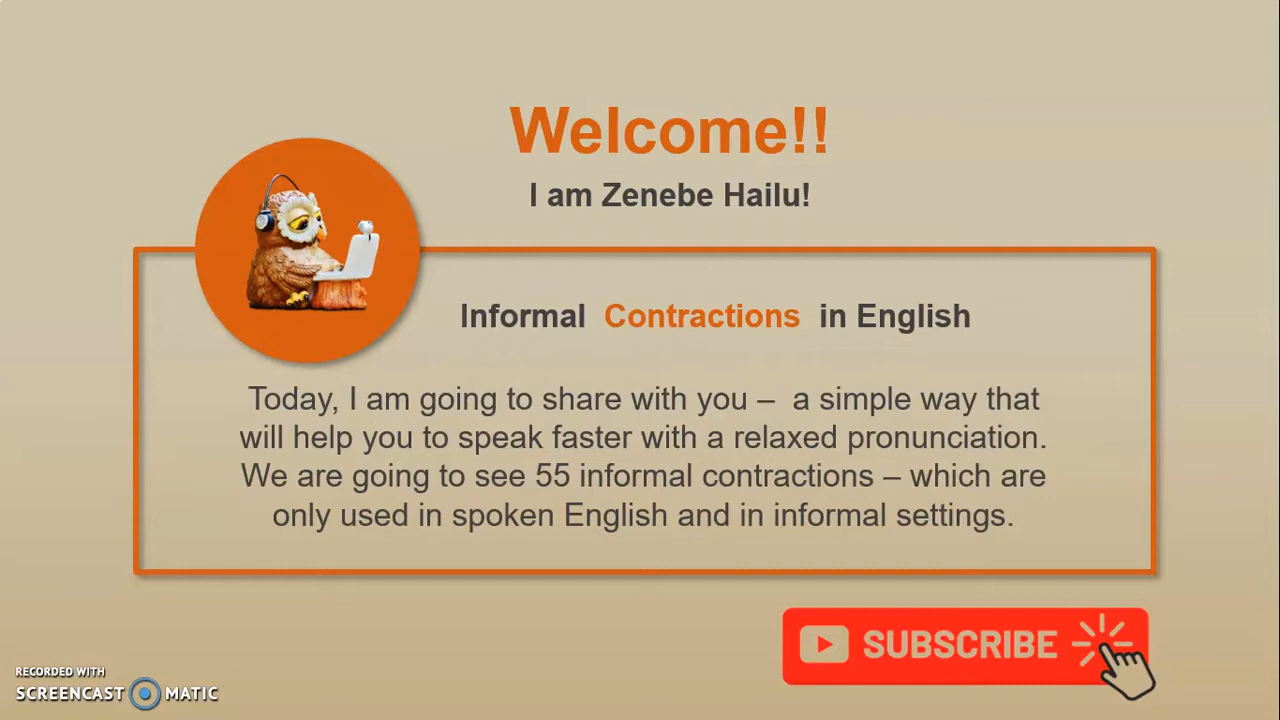 Welcome!!
I am Zenebe Hailu!
Informal Contractions in English
Today, I am going to share with you – a simple way that
will help you to speak faster with a relaxed pronunciation.
We are going to see 55 informal contractions – which are
only used in spoken English and in informal settings.
SUBSCRIBE
RECORDED WITH
SCREENCAST MATIC